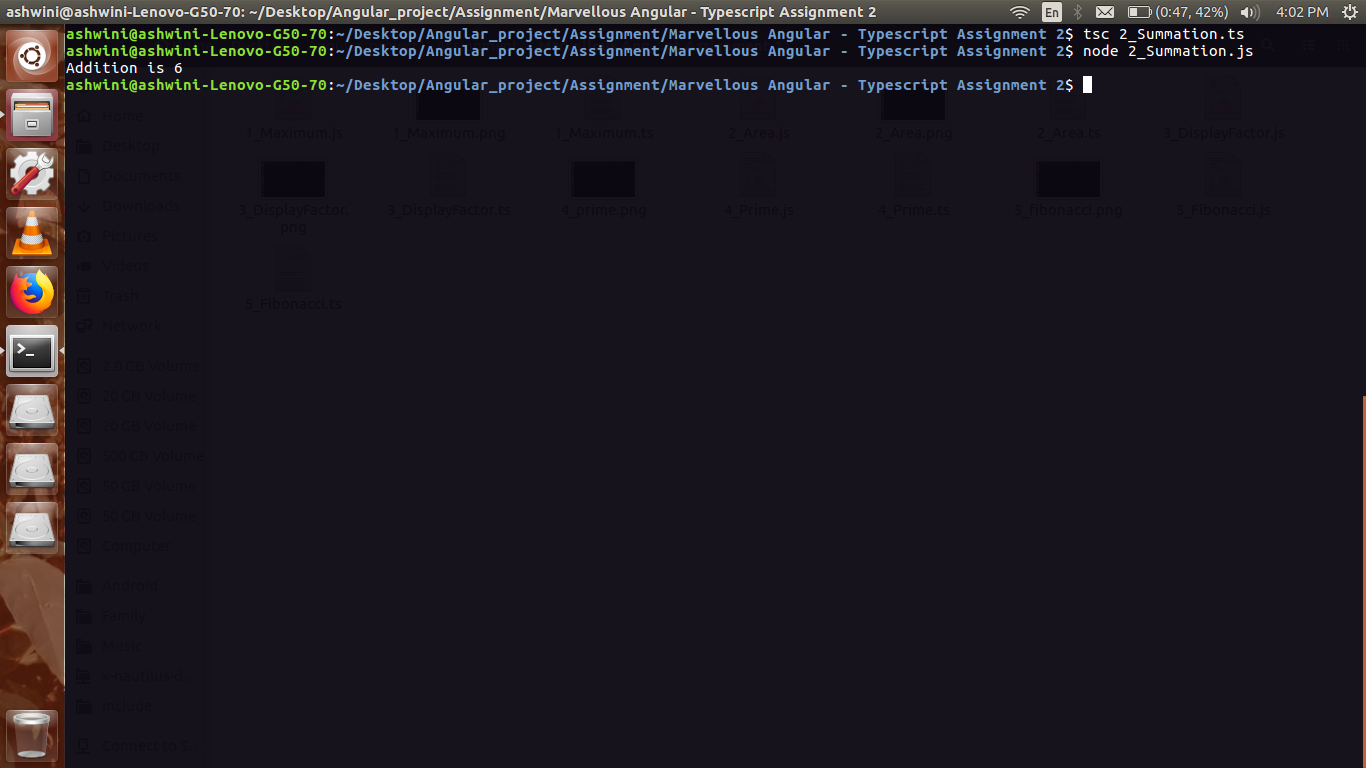 ashwini@ashwini-Lenovo-G50-70: ~/Desktop/Angular_project/Assignment/Marvellous Angular - Typescript Assignment 2
En (0:47, 42%) 4:02 PM
ashwini@ashwini-Lenovo-G50-70:~/Desktop/Angular_project/Assignment/Marvellous Angular - Typescript Assignment 2$ tsc 2_Summation.ts
ashwini@ashwini-Lenovo-G50-70:~/Desktop/Angular_project/Assignment/Marvellous Angular - Typescript Assignment 2$ node 2_Summation.js
Addition is 6
ashwini@ashwini-Lenovo-G50-70:~/Desktop/Angular_project/Assignment/Marvellous Angular - Typescript Assignment 2$
Home
Desktop
Documents
Downloads
Pictures
Videos
Trash
Network
2.0 GB Volume
20 GB Volume
20 GB Volume
500 GB Volume
50 GB Volume
50 GB Volume
Computer
Android
Family
Music
include
Connect to S
1_Maximum.js 1_Maximum.png 1_Maximum.ts 2_Area.js 2_Area.png 2_Area.ts 3_DisplayFactor.js
3_DisplayFactor. 3_DisplayFactor.ts 4_prime.png 4_Prime.js 4_Prime.ts 5_fibonacci.png 5_Fibonacci.js
png
5_Fibonacci.ts